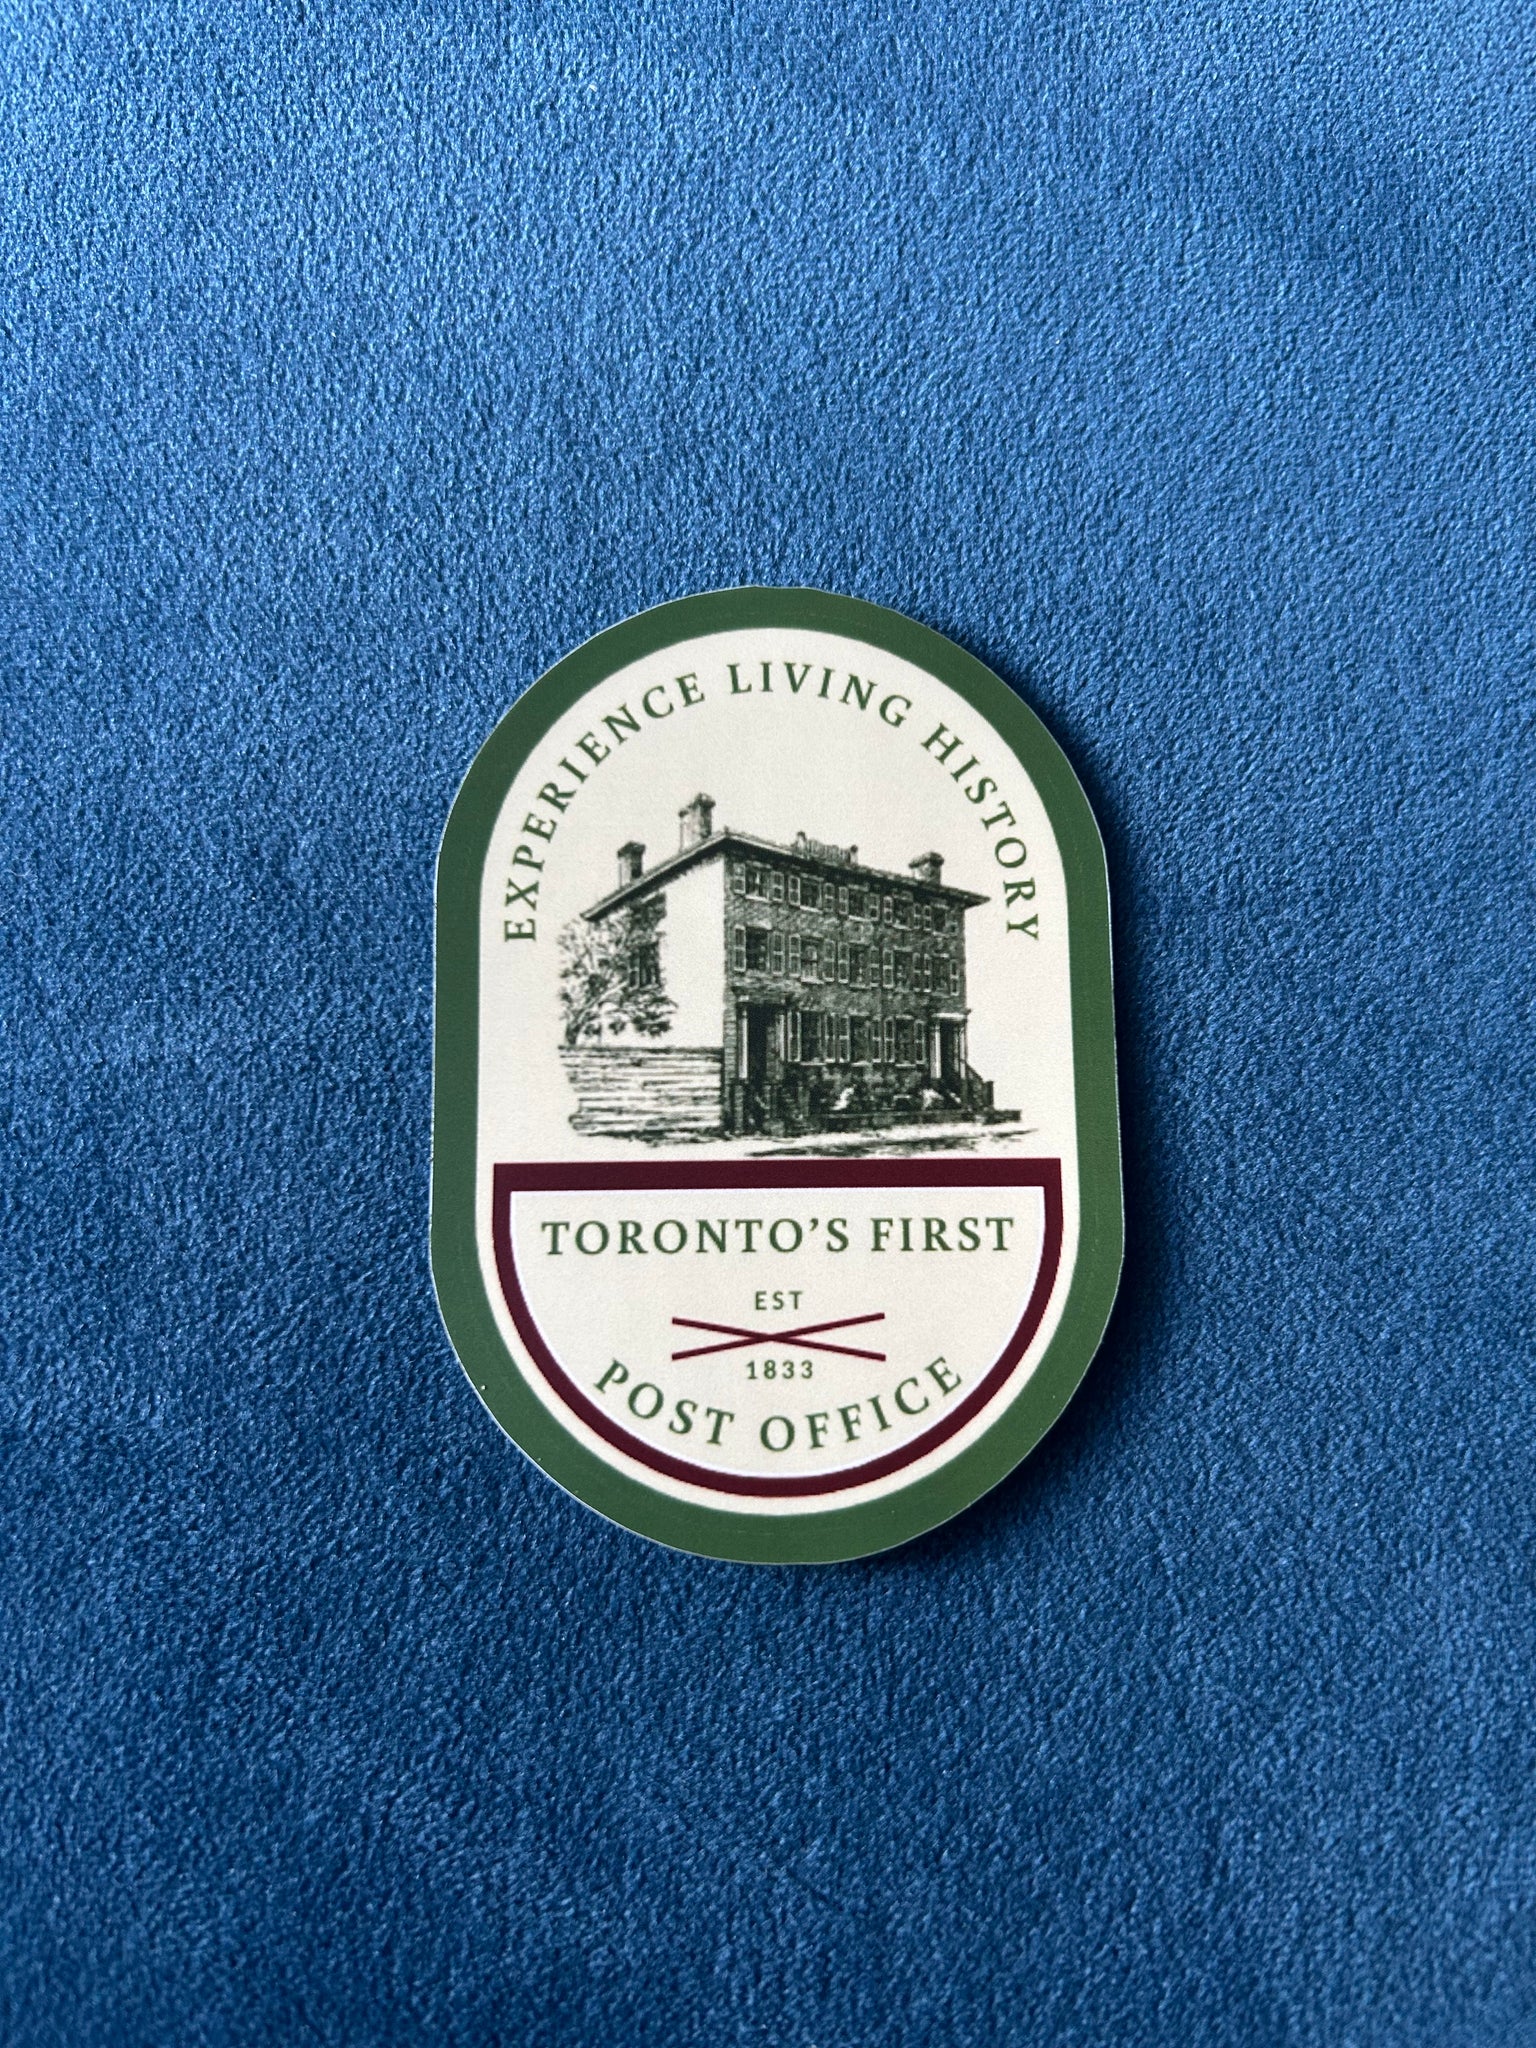 EXPERIENCE LIVING HISTORY
TORONTO'S FIRST
EST
1833
POST OFFICE